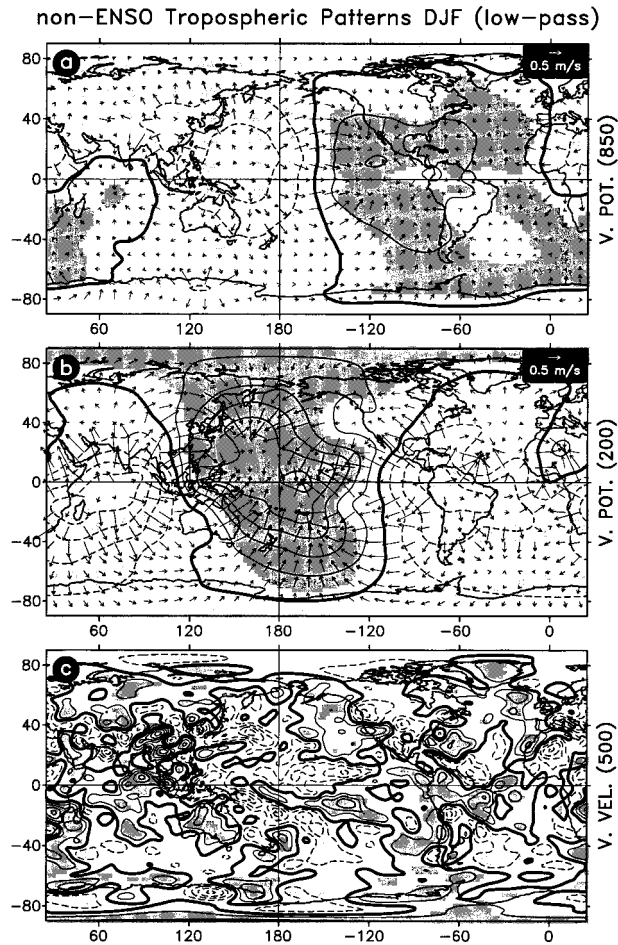 non-ENSO Tropospheric Patterns DJF (low-pass)
a
0.5 m/s
80
40
0
-40
-80
60 120 180 -120 -60 0
V. POT. (850)
b
0.5 m/s
80
40
0
-40
-80
60 120 180 -120 -60 0
V. POT. (200)
c
80
40
0
-40
-80
60 120 180 -120 -60 0
V. VEL. (500)